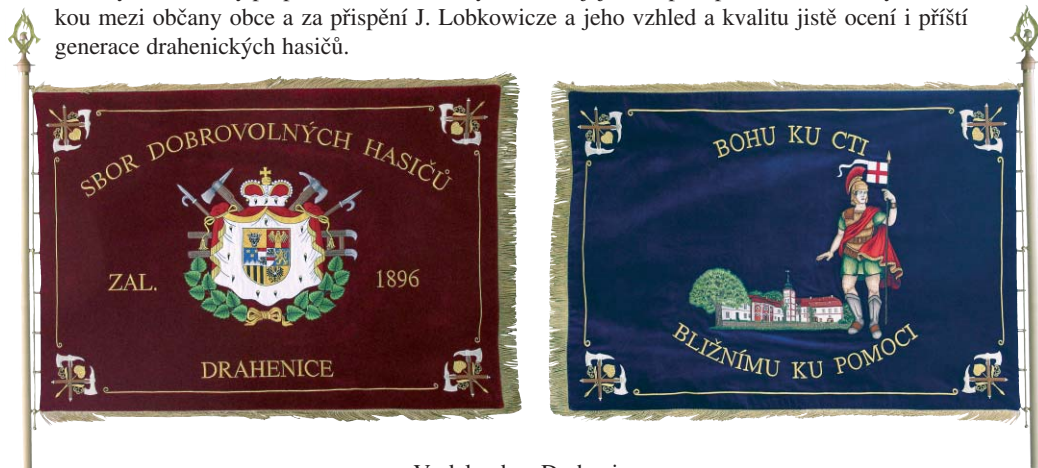 kou mezi občany obce a za přispění J. Lobkowicze a jeho vzhled a kvalitu jistě ocení i příští
generace drahenických hasičů.
SBOR DOBROVOLNÝCH HASIČŮ
ZAL. 1896
DRAHENICE
BOHU KU CTI
BLIŽNÍMU KU POMOCI